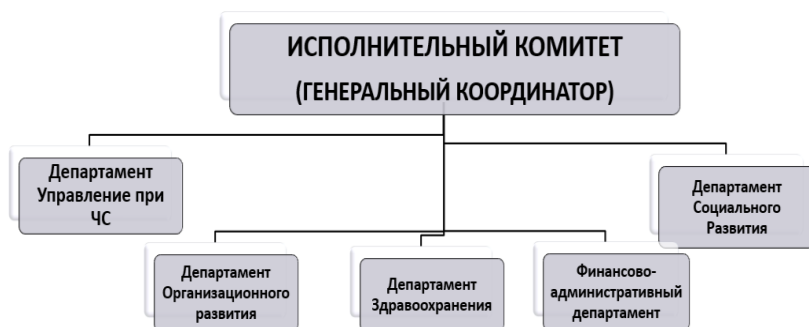 ИСПОЛНИТЕЛЬНЫЙ КОМИТЕТ
(ГЕНЕРАЛЬНЫЙ КООРДИНАТОР)
Департамент
Управление при
ЧС
Департамент
Социального
Развития
Департамент
Организационного
развития
Департамент
Здравоохранения
Финансово-
административный
департамент